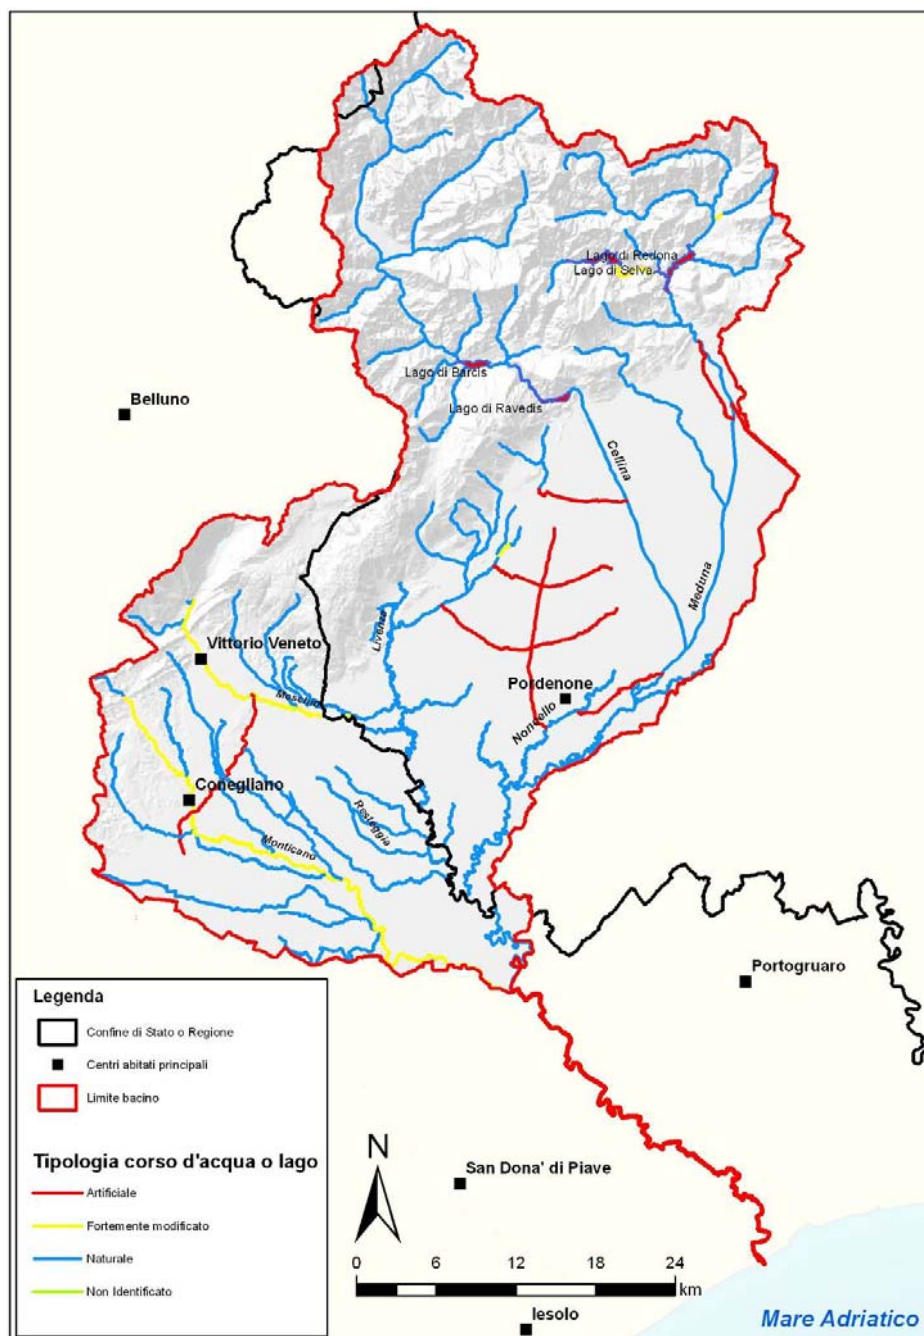 Lago di Redona
Lago di Selva
Lago di Barcis
Lago di Ravedis
Belluno
Cellina
Meduna
Livenza
Vittorio Veneto
Meschio
Pordenone
Noncello
Conegliano
Resteggia
Monticano
Portogruaro
Legenda
Confine di Stato o Regione
Centri abitati principali
Limite bacino
Tipologia corso d'acqua o lago
Artificiale
Fortemente modificato
Naturale
Non Identificato
N
San Dona' di Piave
0 6 12 18 24
km
Iesolo
Mare Adriatico